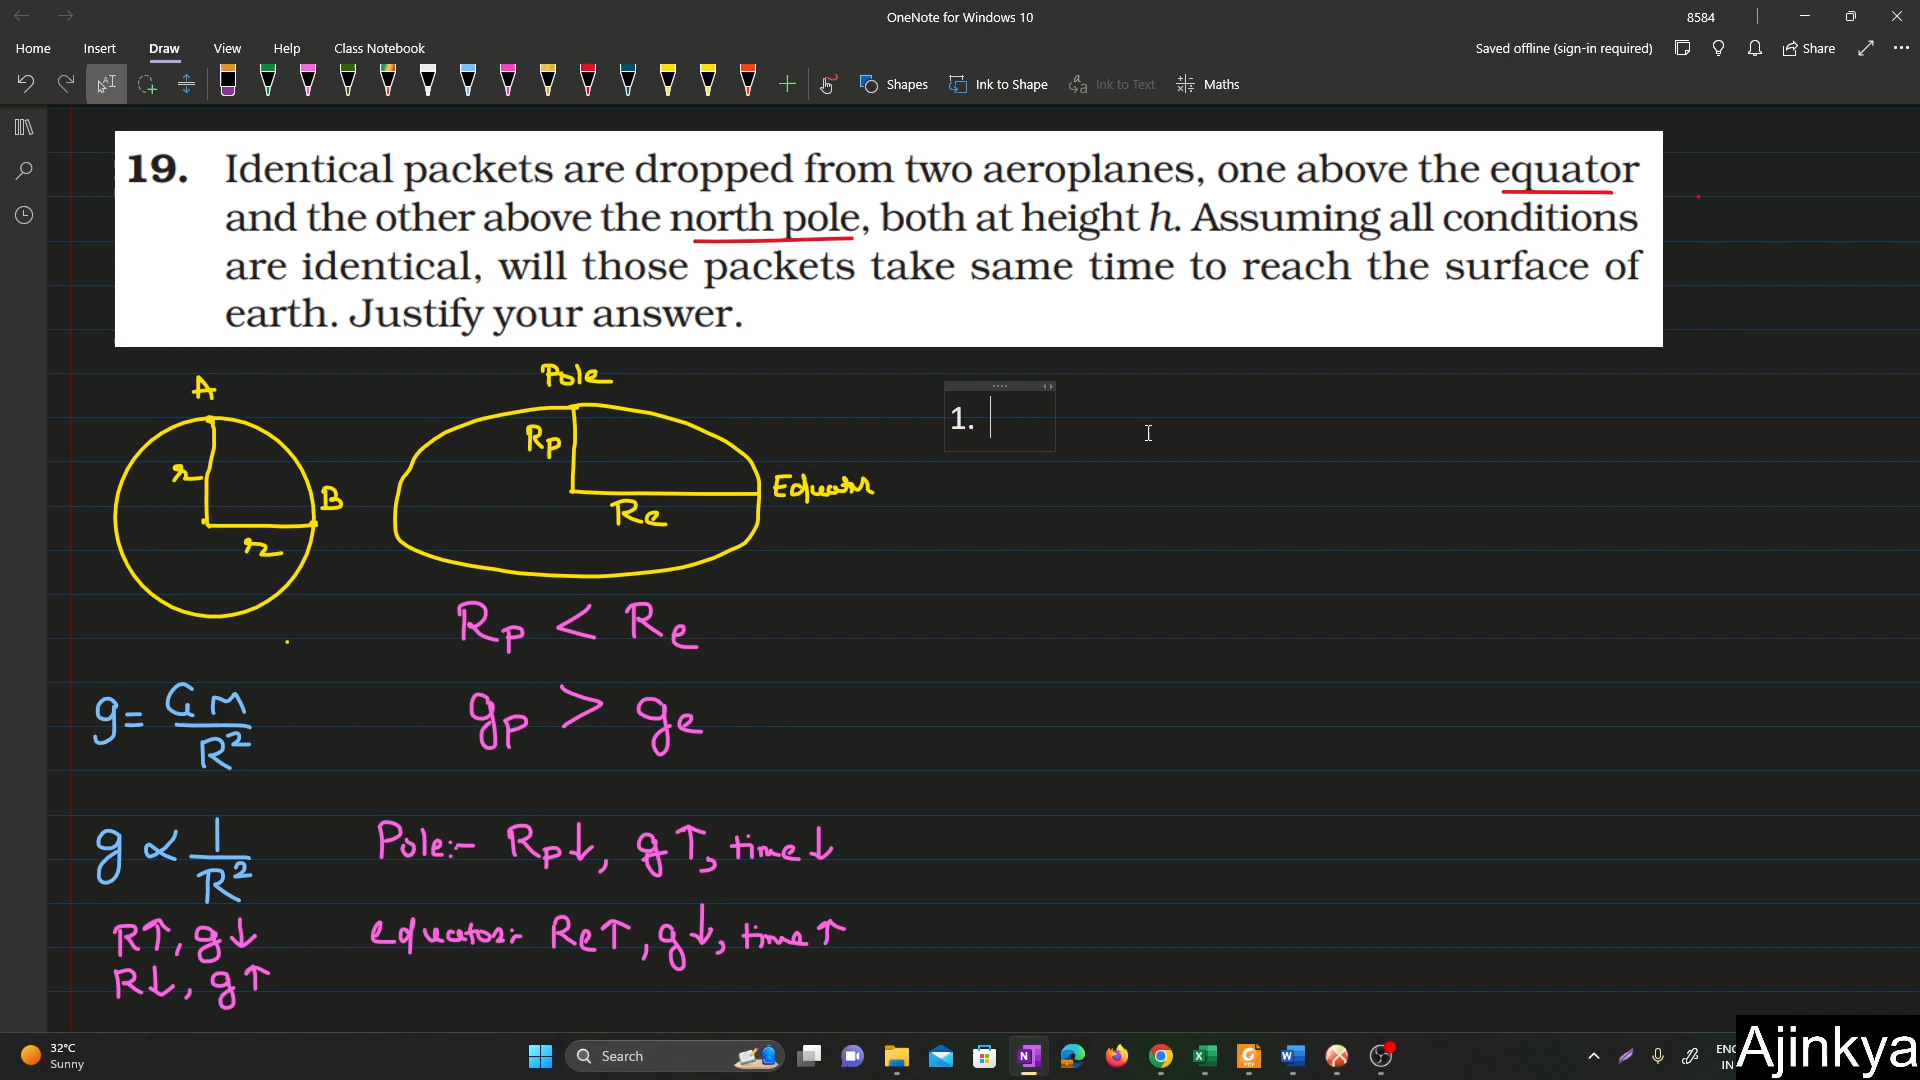 OneNote for Windows 10
8584
Home Insert Draw View Help Class Notebook
Saved offline (sign-in required) Share
Shapes Ink to Shape Ink to Text Maths
19. Identical packets are dropped from two aeroplanes, one above the equator
and the other above the north pole, both at height h. Assuming all conditions
are identical, will those packets take same time to reach the surface of
earth. Justify your answer.
A
r
B
r
Pole
Rp
Equator
Re
1.
Rp < Re
g = GM/R²
gp > ge
g ∝ 1/R²
Pole:- Rp↓, g↑, time↓
R↑, g↓
equator:- Re↑, g↓, time↑
R↓, g↑
32°C
Sunny
Search
ENG
IN
Ajinkya